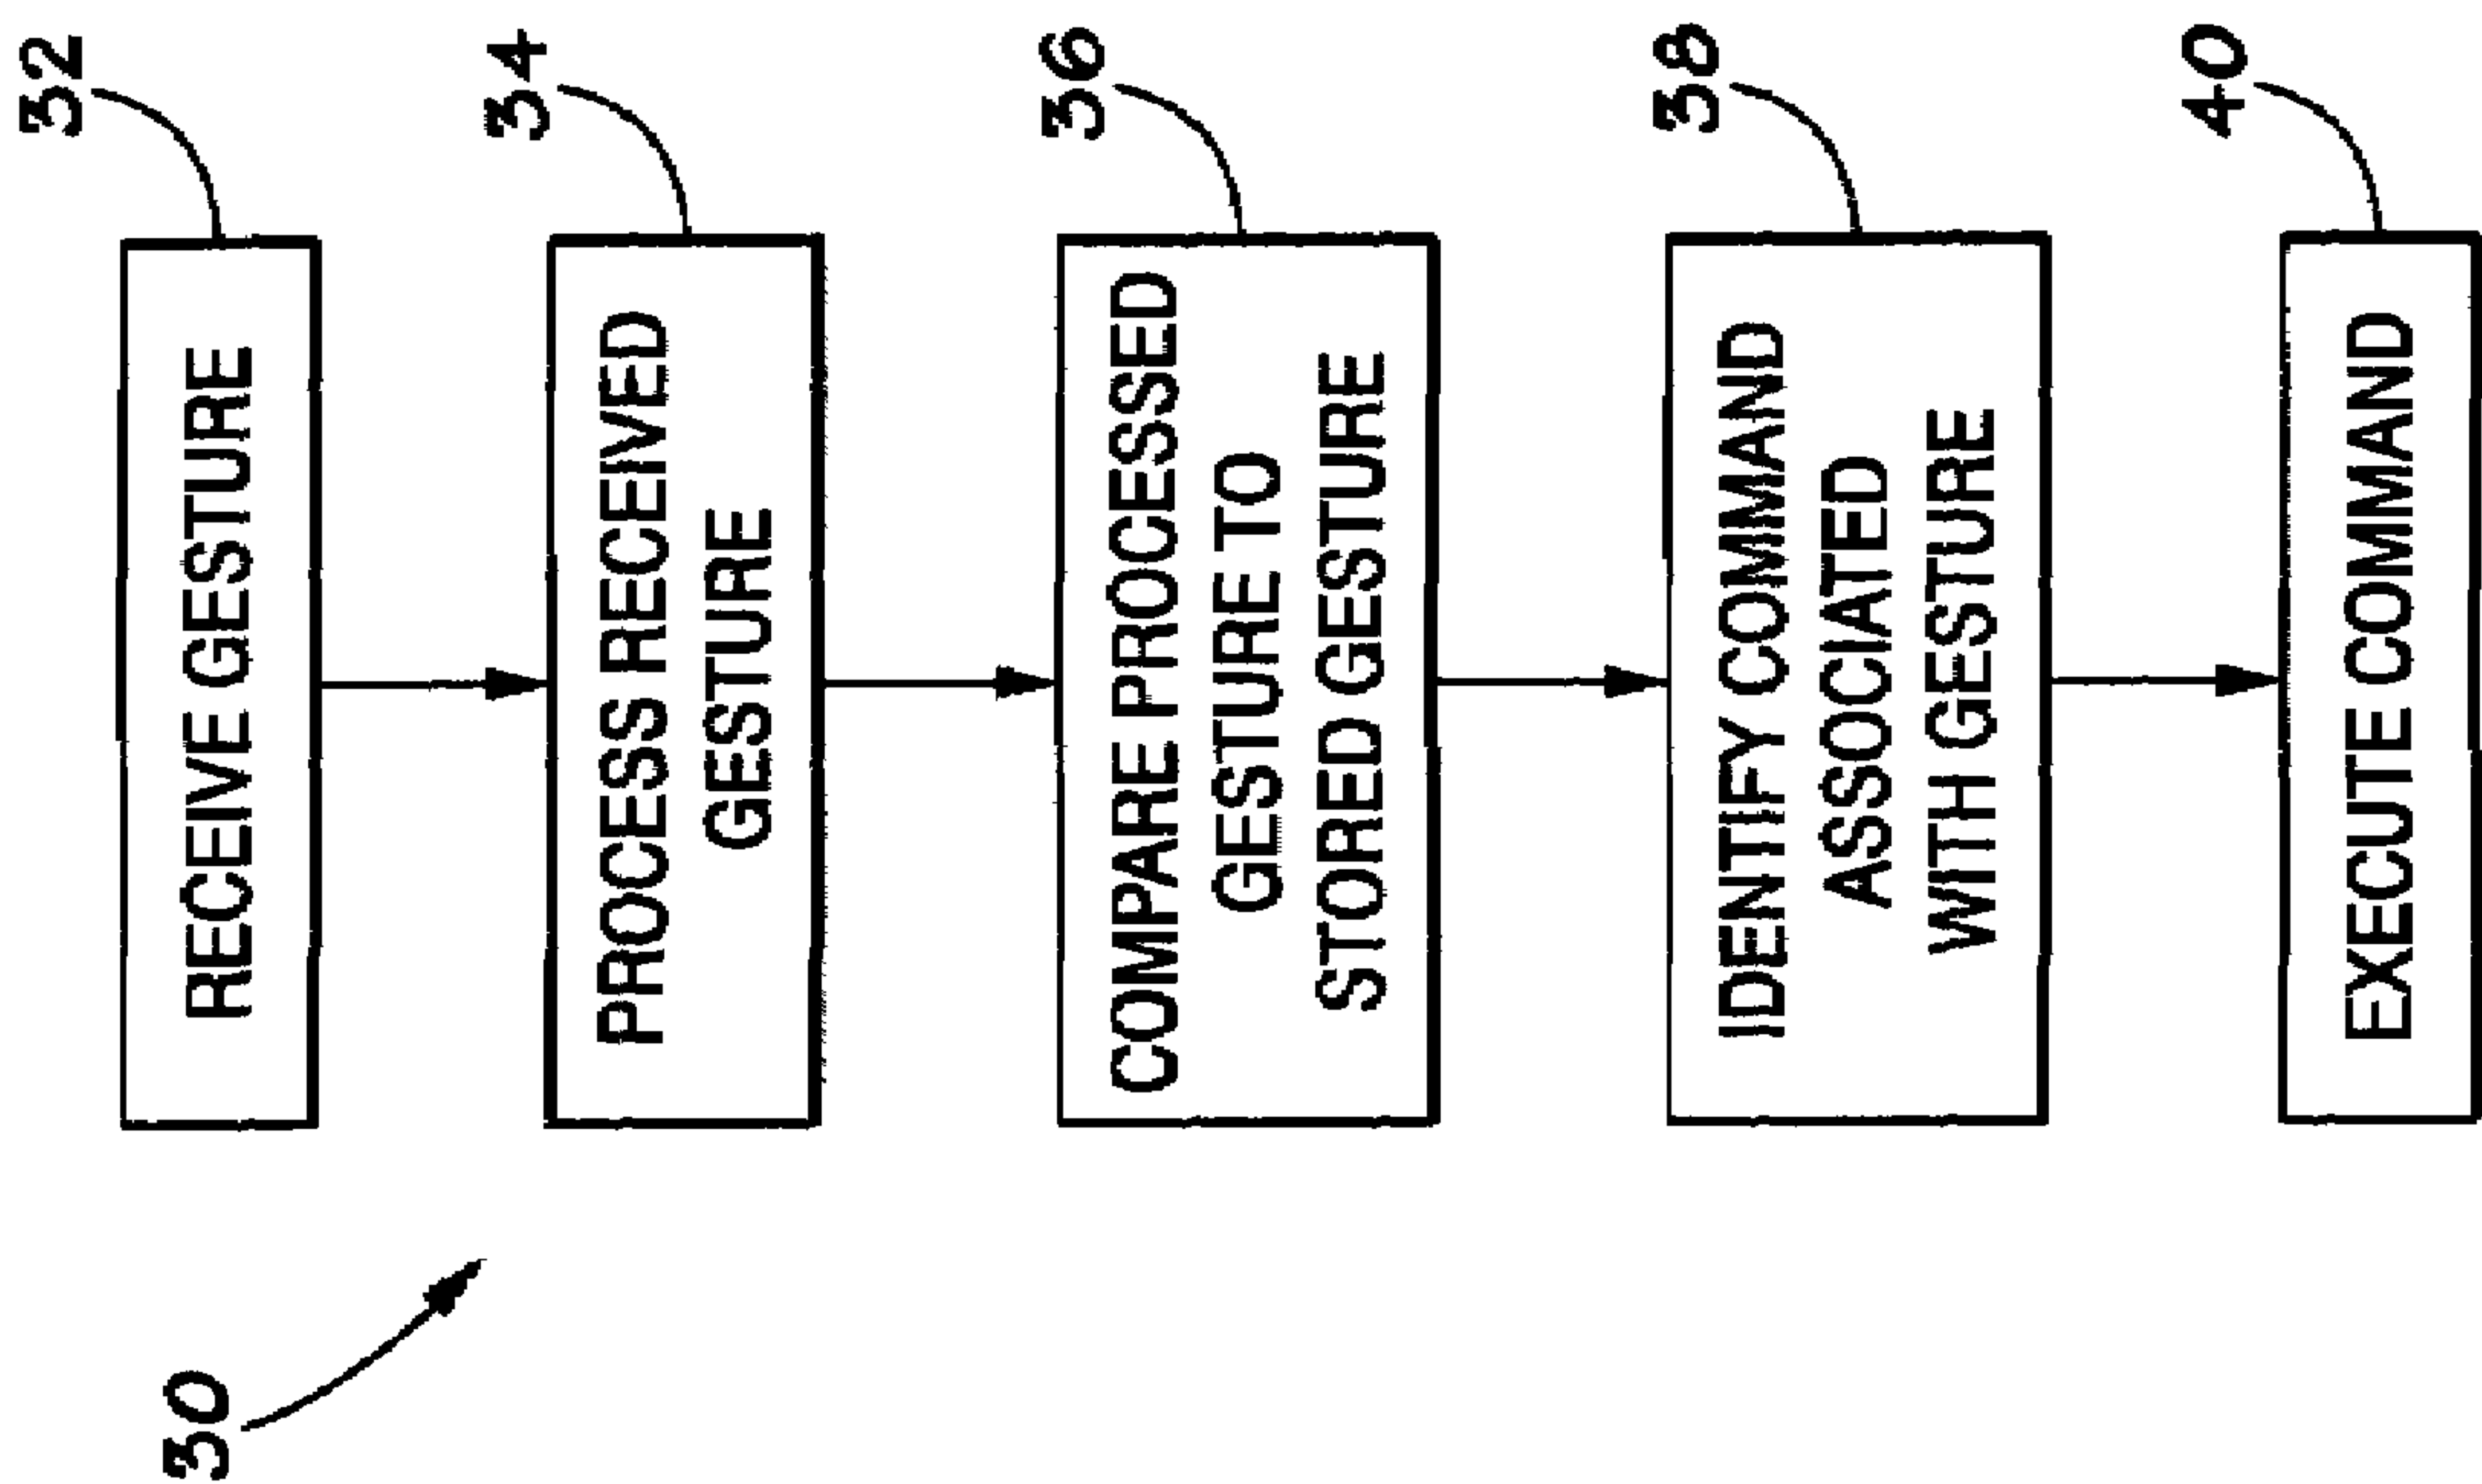 30
32
RECEIVE GESTURE
34
PROCESS RECEIVED
GESTURE
36
COMPARE PROCESSED
GESTURE TO
STORED GESTURE
38
IDENTIFY COMMAND
ASSOCIATED
WITH GESTURE
40
EXECUTE COMMAND